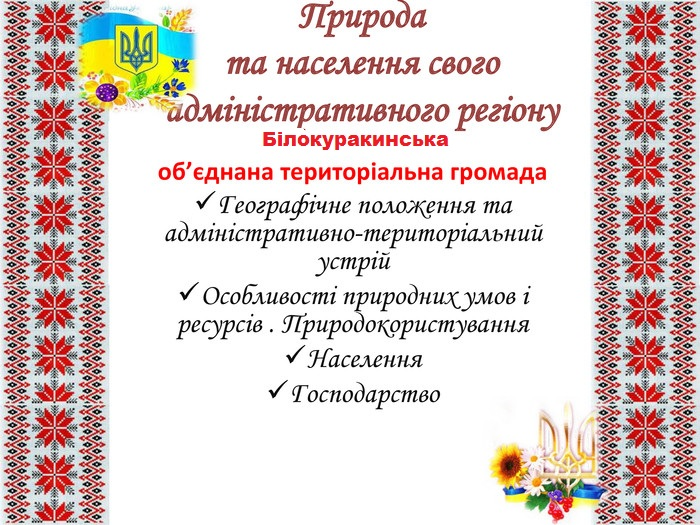 Природа
та населення свого
адміністративного регіону
Білокуракинська
об’єднана територіальна громада
✓Географічне положення та
адміністративно-територіальний
устрій
✓Особливості природних умов і
ресурсів . Природокористування
✓Населення
✓Господарство